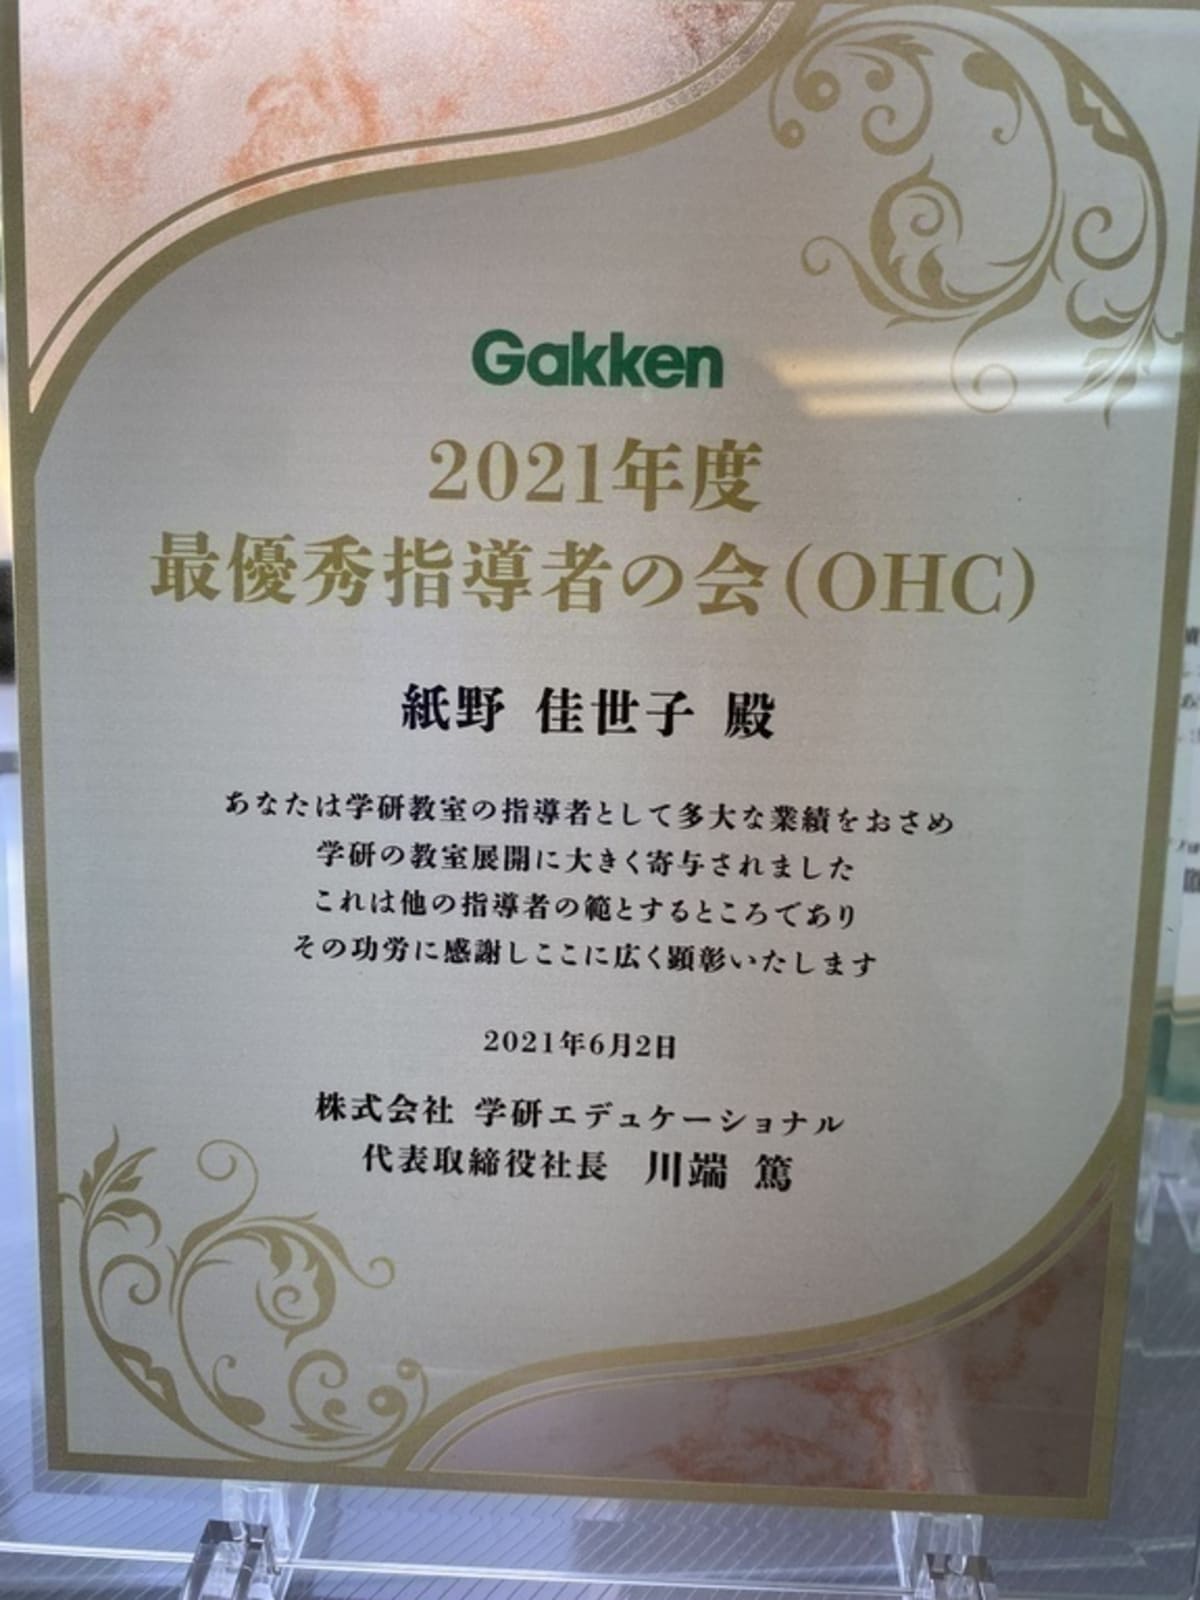 Gakken
2021年度
最優秀指導者の会(OHC)
紙野 佳世子 殿
あなたは学研教室の指導者として多大な業績をおさめ
学研の教室展開に大きく寄与されました
これは他の指導者の範とするところであり
その功労に感謝しここに広く顕彰いたします
2021年6月2日
株式会社 学研エデュケーショナル
代表取締役社長 川端 篤